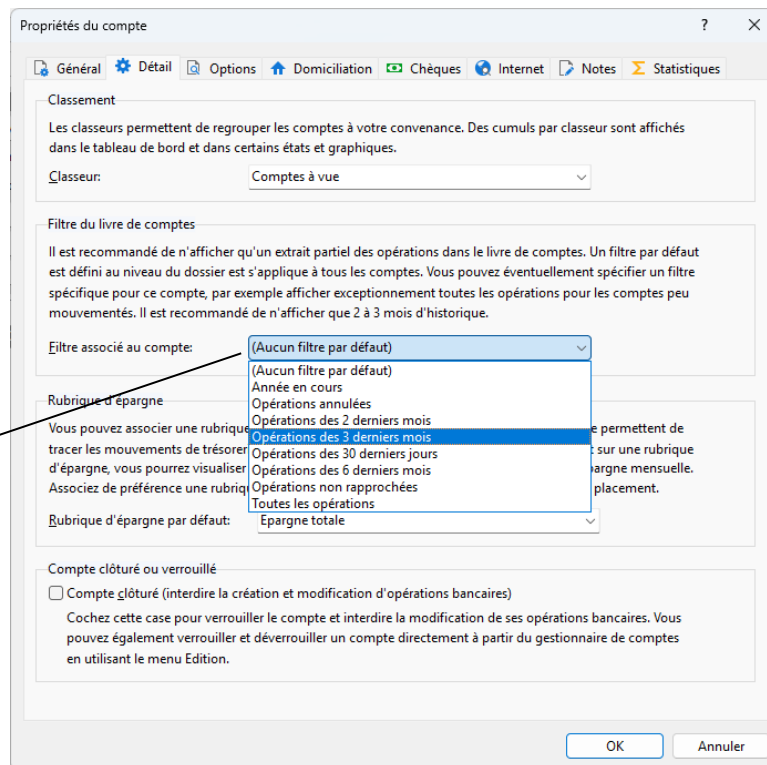 Propriétés du compte
Général Détail Options Domiciliation Chèques Internet Notes Statistiques
Classement
Les classeurs permettent de regrouper les comptes à votre convenance. Des cumuls par classeur sont affichés
dans le tableau de bord et dans certains états et graphiques.
Classeur: Comptes à vue
Filtre du livre de comptes
Il est recommandé de n'afficher qu'un extrait partiel des opérations dans le livre de comptes. Un filtre par défaut
est défini au niveau du dossier est s'applique à tous les comptes. Vous pouvez éventuellement spécifier un filtre
spécifique pour ce compte, par exemple afficher exceptionnement toutes les opérations pour les comptes peu
mouvementés. Il est recommandé de n'afficher que 2 à 3 mois d'historique.
Filtre associé au compte: (Aucun filtre par défaut)
(Aucun filtre par défaut)
Année en cours
Opérations annulées
Opérations des 2 derniers mois
Opérations des 3 derniers mois
Opérations des 30 derniers jours
Opérations des 6 derniers mois
Opérations non rapprochées
Toutes les opérations
Rubrique d'épargne
Vous pouvez associer une rubrique e permettent de
tracer les mouvements de trésorer sur une rubrique
d'épargne, vous pourrez visualiser argne mensuelle.
Associez de préférence une rubriqu placement.
Rubrique d'épargne par défaut: Epargne totale
Compte clôturé ou verrouillé
Compte clôturé (interdire la création et modification d'opérations bancaires)
Cochez cette case pour verrouiller le compte et interdire la modification de ses opérations bancaires. Vous
pouvez également verrouiller et déverrouiller un compte directement à partir du gestionnaire de comptes
en utilisant le menu Edition.
OK Annuler